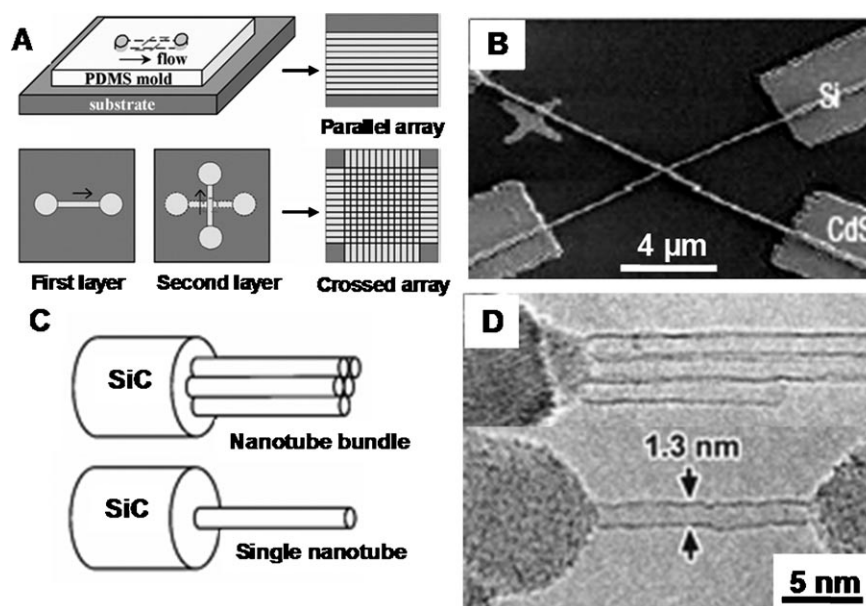 A
flow
PDMS mold
substrate
Parallel array
First layer
Second layer
Crossed array
B
Si
CdS
4 µm
C
SiC
Nanotube bundle
SiC
Single nanotube
D
1.3 nm
5 nm